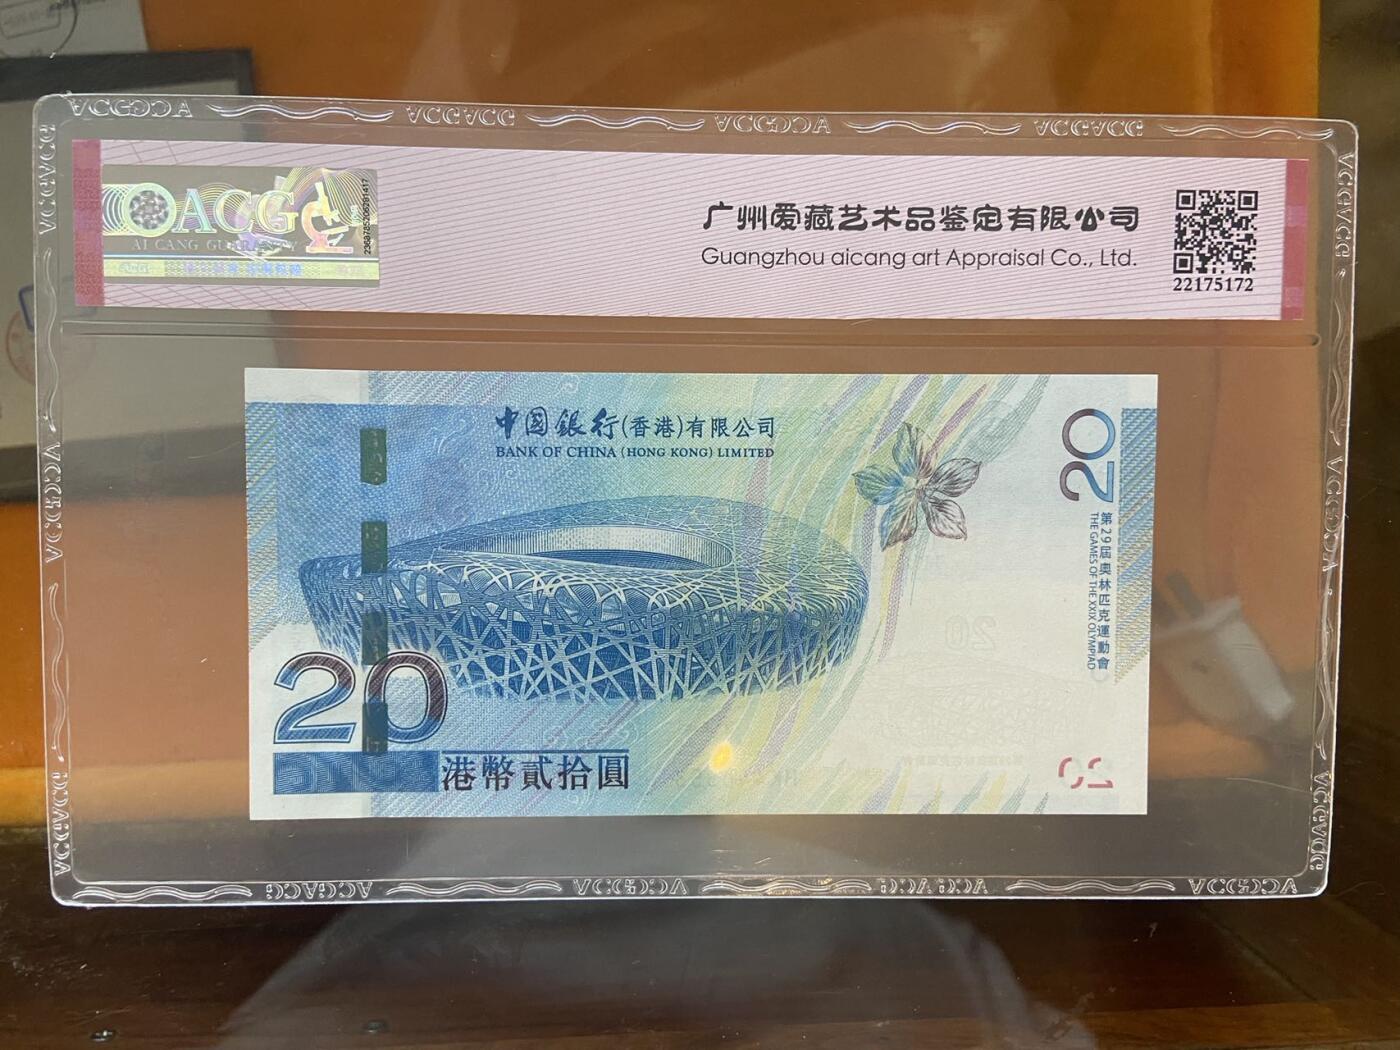 ACG
AI CANG GUARANTY
广州爱藏艺术品鉴定有限公司
Guangzhou aicang art Appraisal Co., Ltd.
22175172
中国銀行(香港)有限公司
BANK OF CHINA (HONG KONG) LIMITED
20
第29屆奧林匹克運動會
THE GAMES OF THE XXIX OLYMPIAD
20
港幣貳拾圓
20